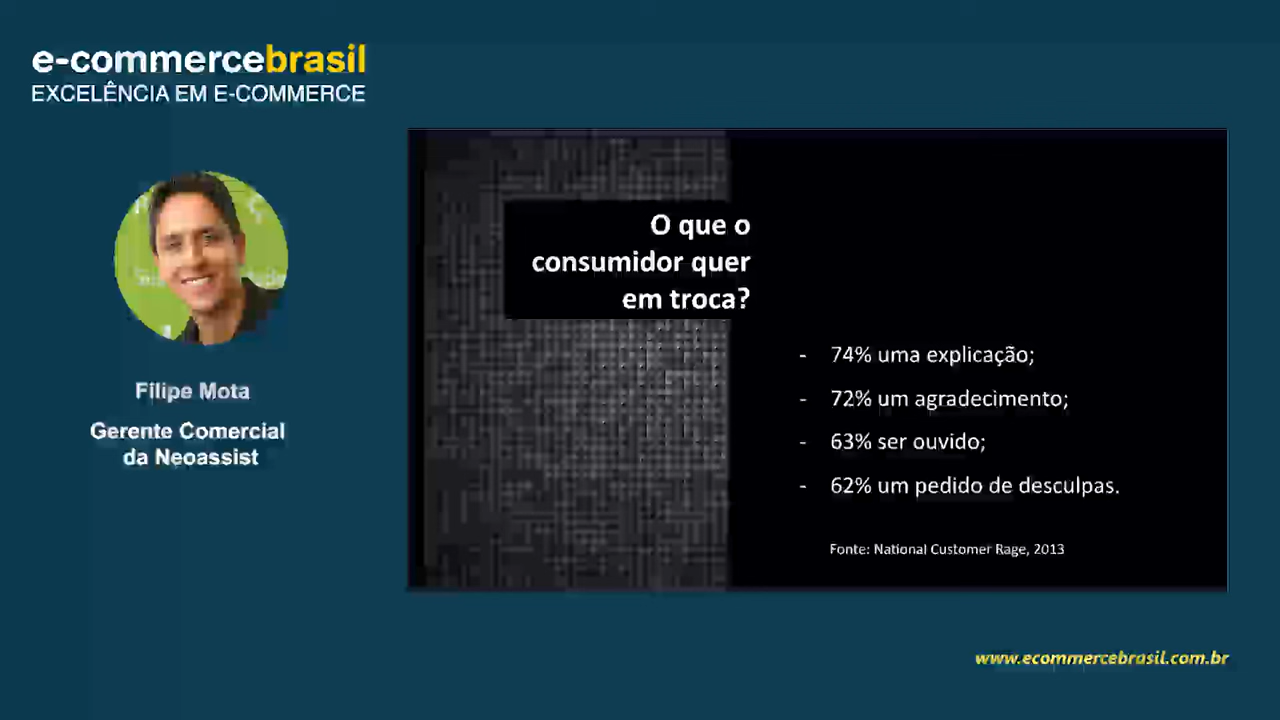 e-commercebrasil
EXCELÊNCIA EM E-COMMERCE
Filipe Mota
Gerente Comercial
da Neoassist
O que o
consumidor quer
em troca?
- 74% uma explicação;
- 72% um agradecimento;
- 63% ser ouvido;
- 62% um pedido de desculpas.
Fonte: National Customer Rage, 2013
www.ecommercebrasil.com.br